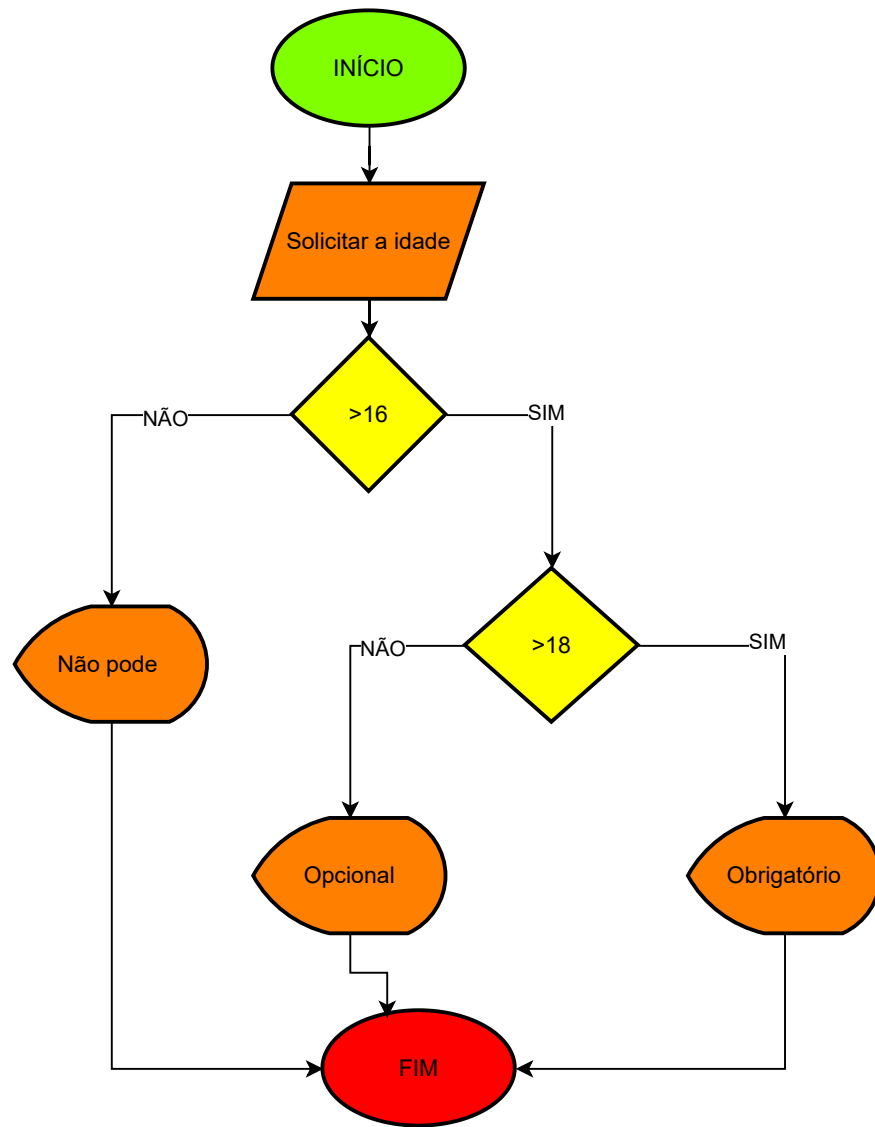 INÍCIO
Solicitar a idade
>16
NÃO
SIM
>18
NÃO
SIM
Não pode
Opcional
Obrigatório
FIM